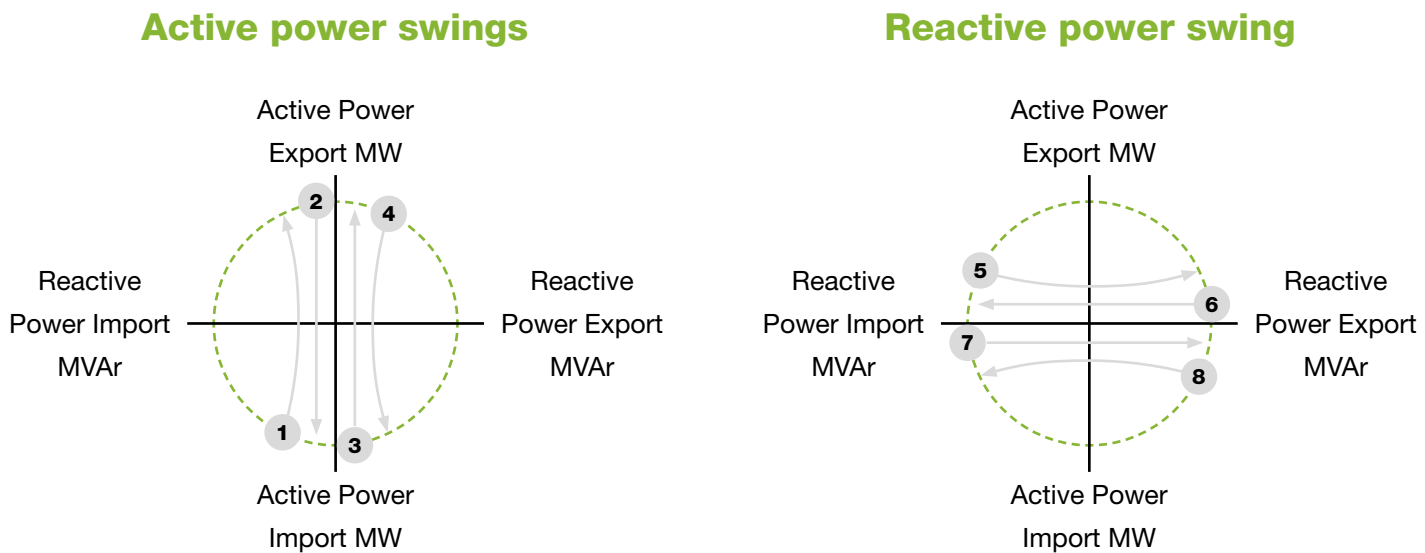 Active power swings
Active Power
Export MW
2
4
Reactive
Power Import
MVAr
Reactive
Power Export
MVAr
1
3
Active Power
Import MW
Reactive power swing
Active Power
Export MW
5
6
Reactive
Power Import
MVAr
Reactive
Power Export
MVAr
7
8
Active Power
Import MW